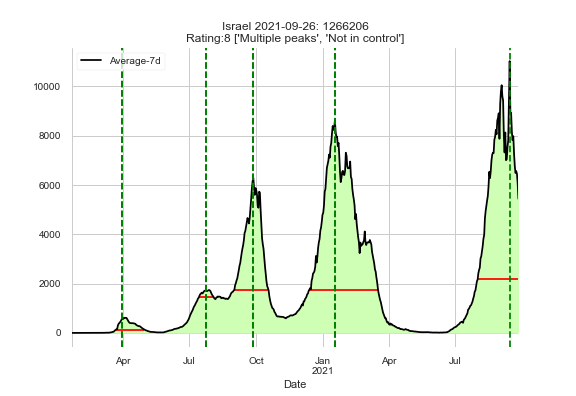 Israel 2021-09-26: 1266206
Rating:8 ['Multiple peaks', 'Not in control']
Average-7d
10000
8000
6000
4000
2000
0
Apr
Jul
Oct
Jan
2021
Apr
Jul
Date